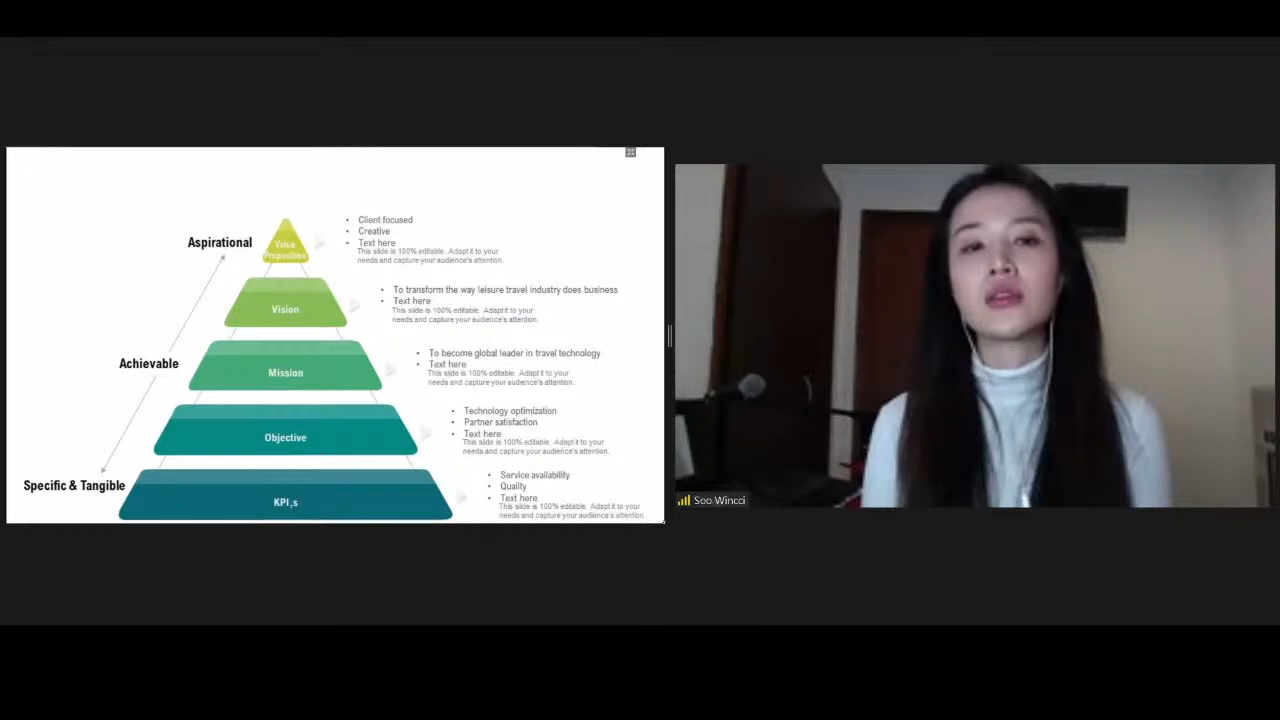 Aspirational
Value
Proposition
• Client focused
• Creative
• Text here
This slide is 100% editable. Adapt it to your
needs and capture your audience's attention.
Vision
• To transform the way leisure travel industry does business
• Text here
This slide is 100% editable. Adapt it to your
needs and capture your audience's attention.
Achievable
Mission
• To become global leader in travel technology
• Text here
This slide is 100% editable. Adapt it to your
needs and capture your audience's attention.
Objective
• Technology optimization
• Partner satisfaction
• Text here
This slide is 100% editable. Adapt it to your
needs and capture your audience's attention.
Specific & Tangible
KPI,s
• Service availability
• Quality
• Text here
This slide is 100% editable. Adapt it to your
needs and capture your audience's attention.
Soo Wincci